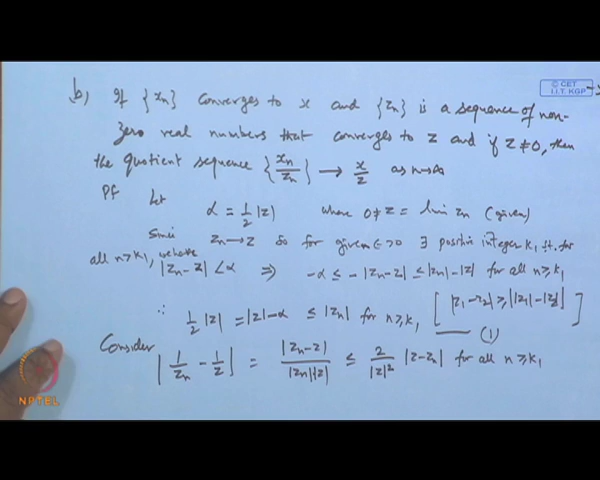 © CET
I.I.T. KGP
b) If {xn} converges to x and {zn} is a sequence of non-
zero real numbers that converges to z and if z ≠ 0, then
the quotient sequence {xn/zn} → x/z as n→∞
Pf Let
α = 1/2 |z| where 0 ≠ z = lim zn (given)
Since zn → z so for given ε > 0 ∃ positive integer K1 s.t. for
all n ≥ K1, we have
|zn - z| < α ⇒ -α ≤ -|zn - z| ≤ |zn| - |z| for all n ≥ K1
∴ 1/2 |z| = |z| - α ≤ |zn| for n ≥ K1 [|z1 - z2| ≥ ||z1| - |z2|]
(1)
Consider
|1/zn - 1/z| = |zn - z|/|zn||z| ≤ 2/|z|² |z - zn| for all n ≥ K1
NPTEL